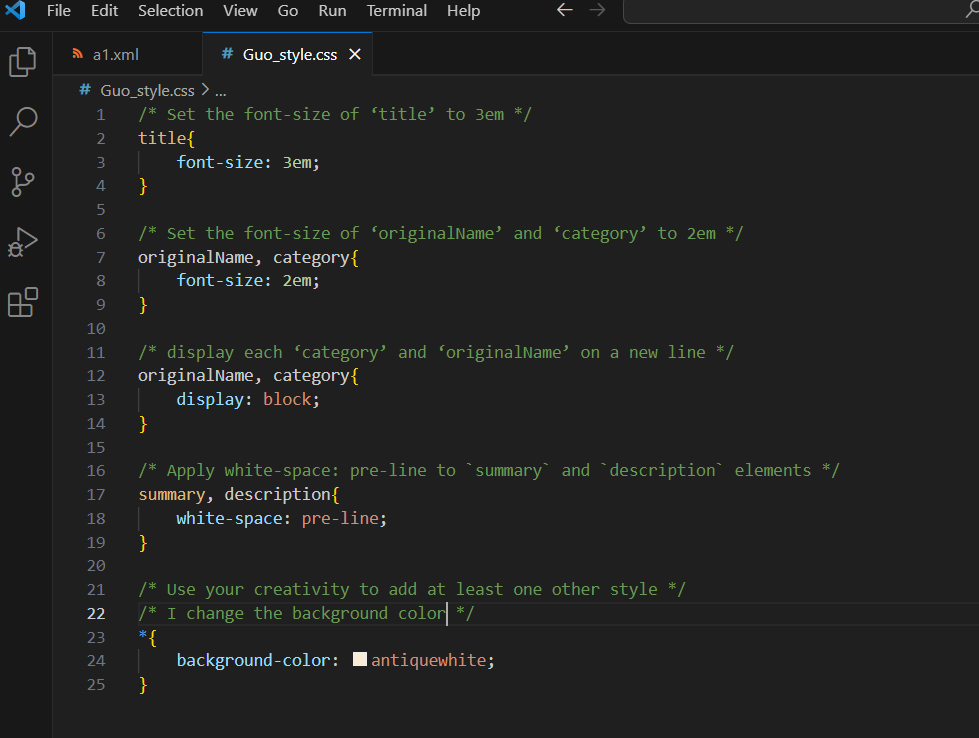 File Edit Selection View Go Run Terminal Help
a1.xml # Guo_style.css
# Guo_style.css > ...
1 /* Set the font-size of ‘title’ to 3em */
2 title{
3 font-size: 3em;
4 }
5
6 /* Set the font-size of ‘originalName’ and ‘category’ to 2em */
7 originalName, category{
8 font-size: 2em;
9 }
10
11 /* display each ‘category’ and ‘originalName’ on a new line */
12 originalName, category{
13 display: block;
14 }
15
16 /* Apply white-space: pre-line to `summary` and `description` elements */
17 summary, description{
18 white-space: pre-line;
19 }
20
21 /* Use your creativity to add at least one other style */
22 /* I change the background color */
23 *{
24 background-color: antiquewhite;
25 }